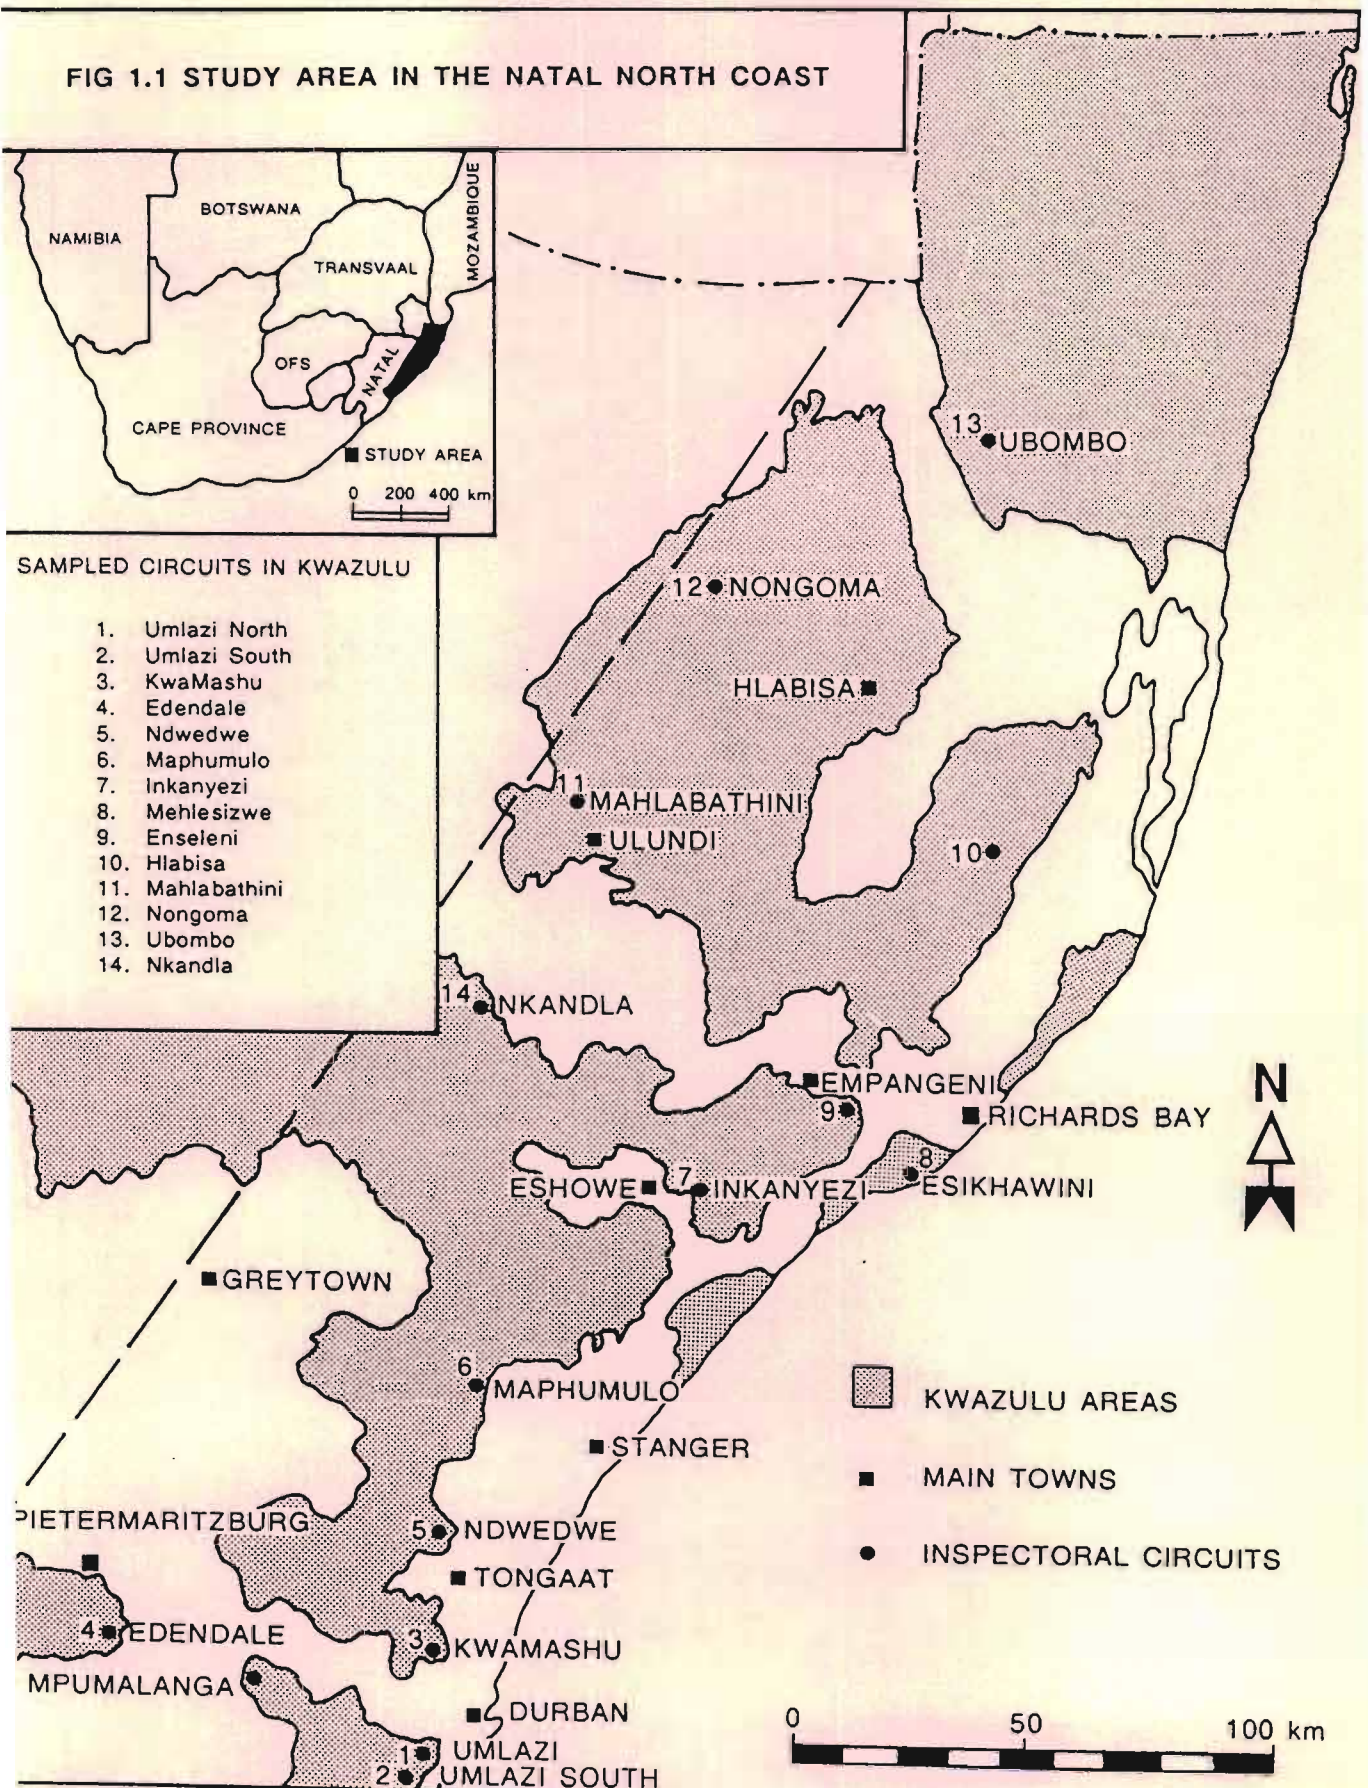 FIG 1.1 STUDY AREA IN THE NATAL NORTH COAST
NAMIBIA
BOTSWANA
MOZAMBIQUE
TRANSVAAL
OFS
NATAL
CAPE PROVINCE
STUDY AREA
0 200 400 km
SAMPLED CIRCUITS IN KWAZULU
1. Umlazi North
2. Umlazi South
3. KwaMashu
4. Edendale
5. Ndwedwe
6. Maphumulo
7. Inkanyezi
8. Mehlesizwe
9. Enseleni
10. Hlabisa
11. Mahlabathini
12. Nongoma
13. Ubombo
14. Nkandla
13 UBOMBO
12 NONGOMA
HLABISA
11 MAHLABATHINI
ULUNDI
10
14 NKANDLA
EMPANGENI
9
RICHARDS BAY
N
8
ESIKHAWINI
ESHOWE
7 INKANYEZI
GREYTOWN
6 MAPHUMULO
STANGER
KWAZULU AREAS
MAIN TOWNS
INSPECTORAL CIRCUITS
PIETERMARITZBURG
5 NDWEDWE
TONGAAT
4 EDENDALE
3 KWAMASHU
MPUMALANGA
DURBAN
1 UMLAZI
2 UMLAZI SOUTH
0 50 100 km